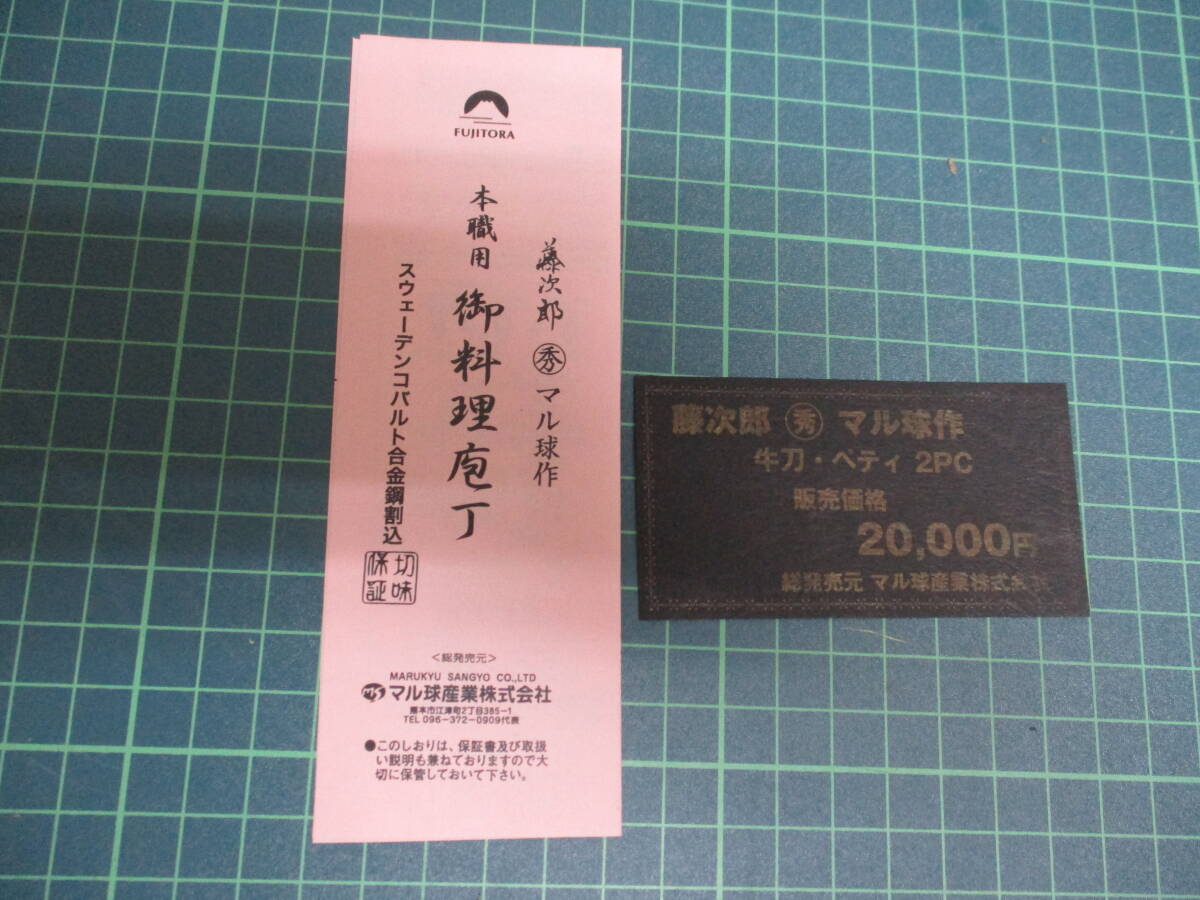 FUJITORA
藤次郎 ㊙秀 マル球作
本職用 御料理庖丁
スウェーデンコバルト合金鋼割込
切味
保証
<総発売元>
MARUKYU SANGYO CO.,LTD
MKS マル球産業株式会社
熊本市江津町2丁目385-1
TEL 096-372-0909代表
●このしおりは、保証書及び取扱
い説明も兼ねておりますので大
切に保管しておいて下さい。
藤次郎 秀 マル球作
牛刀・ペティ 2PC
販売価格
20,000円
総発売元 マル球産業株式会社